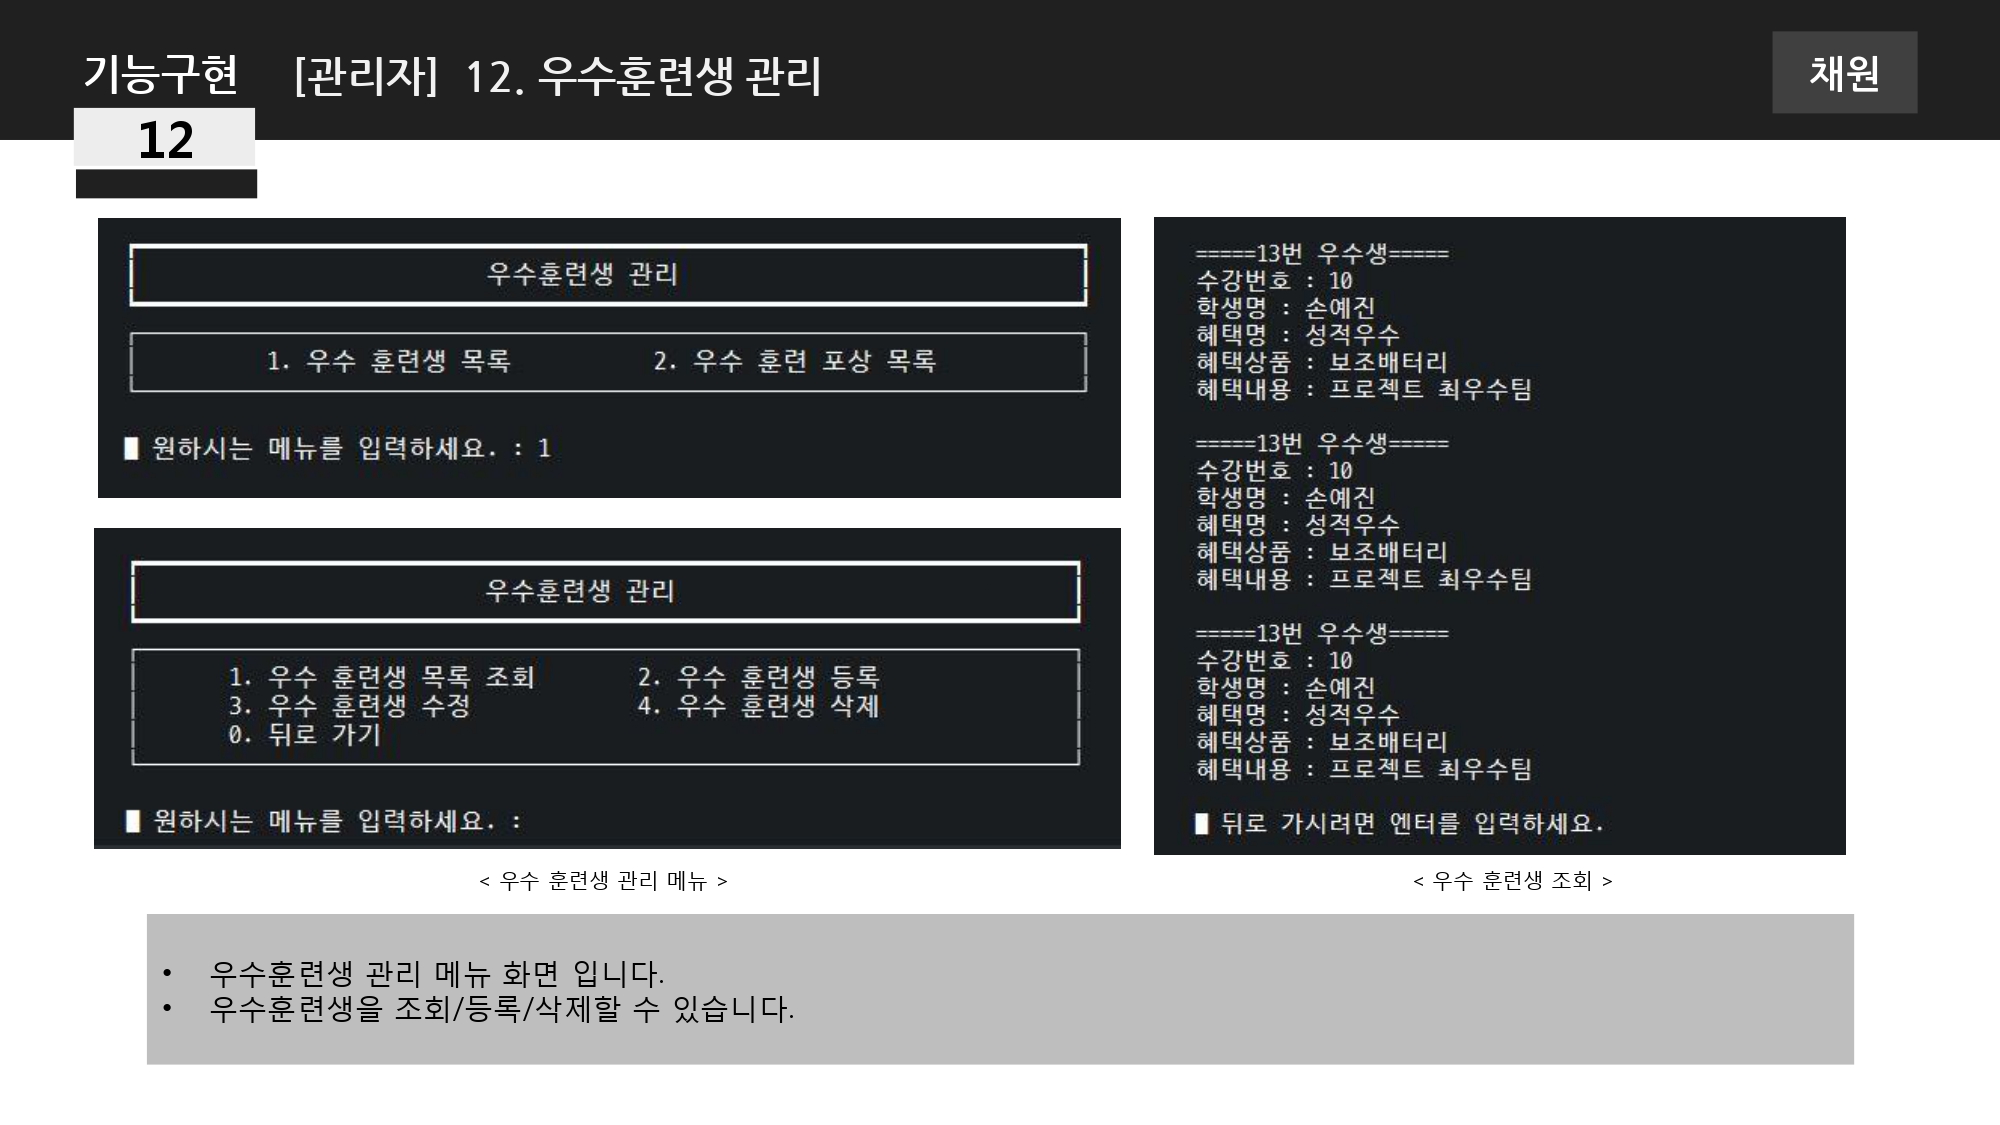 기능구현
[관리자] 12. 우수훈련생 관리
채원
12
우수훈련생 관리
1. 우수 훈련생 목록 2. 우수 훈련 포상 목록
원하시는 메뉴를 입력하세요. : 1
우수훈련생 관리
1. 우수 훈련생 목록 조회 2. 우수 훈련생 등록
3. 우수 훈련생 수정 4. 우수 훈련생 삭제
0. 뒤로 가기
원하시는 메뉴를 입력하세요. :
< 우수 훈련생 관리 메뉴 >
=====13번 우수생=====
수강번호 : 10
학생명 : 손예진
혜택명 : 성적우수
혜택상품 : 보조배터리
혜택내용 : 프로젝트 최우수팀
=====13번 우수생=====
수강번호 : 10
학생명 : 손예진
혜택명 : 성적우수
혜택상품 : 보조배터리
혜택내용 : 프로젝트 최우수팀
=====13번 우수생=====
수강번호 : 10
학생명 : 손예진
혜택명 : 성적우수
혜택상품 : 보조배터리
혜택내용 : 프로젝트 최우수팀
뒤로 가시려면 엔터를 입력하세요.
< 우수 훈련생 조회 >
• 우수훈련생 관리 메뉴 화면 입니다.
• 우수훈련생을 조회/등록/삭제할 수 있습니다.